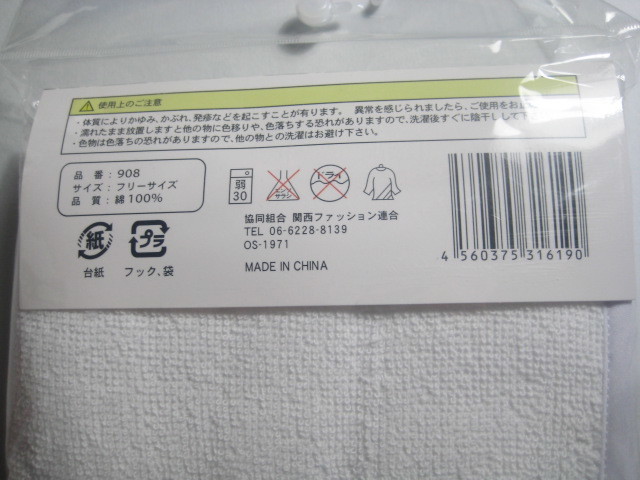 使用上のご注意
・体質によりかゆみ、かぶれ、発疹などを起こすことが有ります。 異常を感じられましたら、ご使用をお
・濡れたまま放置しますと他の物に色移りや、色落ちする恐れがありますので、洗濯後すぐに陰干しして下
・色物は色落ちの恐れがありますので、他の物との洗濯はお避け下さい。
品 番：908
サイズ：フリーサイズ
品 質：綿100%
弱
30
エンソ
サラシ
ドライ
紙
台紙
プラ
フック、袋
協同組合 関西ファッション連合
TEL 06-6228-8139
OS-1971
MADE IN CHINA
4 560375 316190